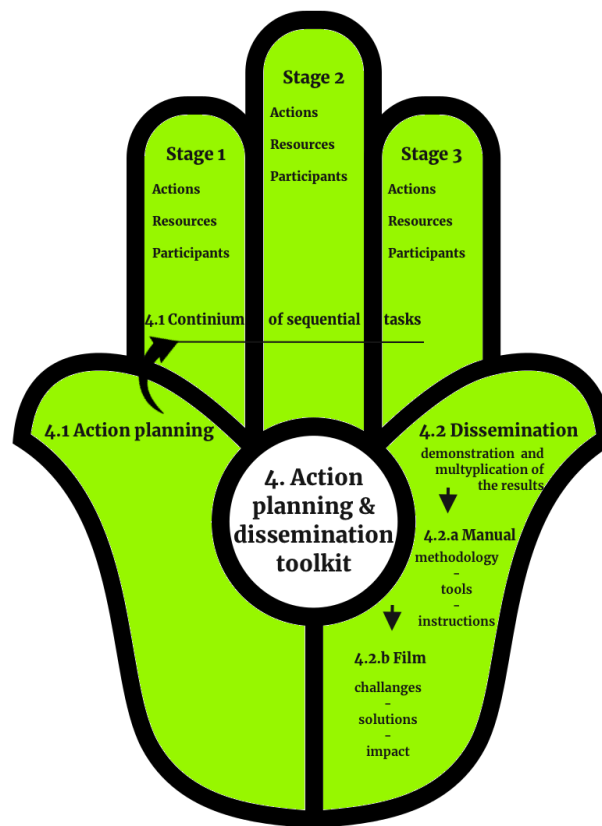 Stage 1
Actions
Resources
Participants
Stage 2
Actions
Resources
Participants
Stage 3
Actions
Resources
Participants
4.1 Continium of sequential tasks
4.1 Action planning
4. Action
planning &
dissemination
toolkit
4.2 Dissemination
demonstration and
multyplication of
the results
4.2.a Manual
methodology
-
tools
-
instructions
4.2.b Film
challanges
-
solutions
-
impact